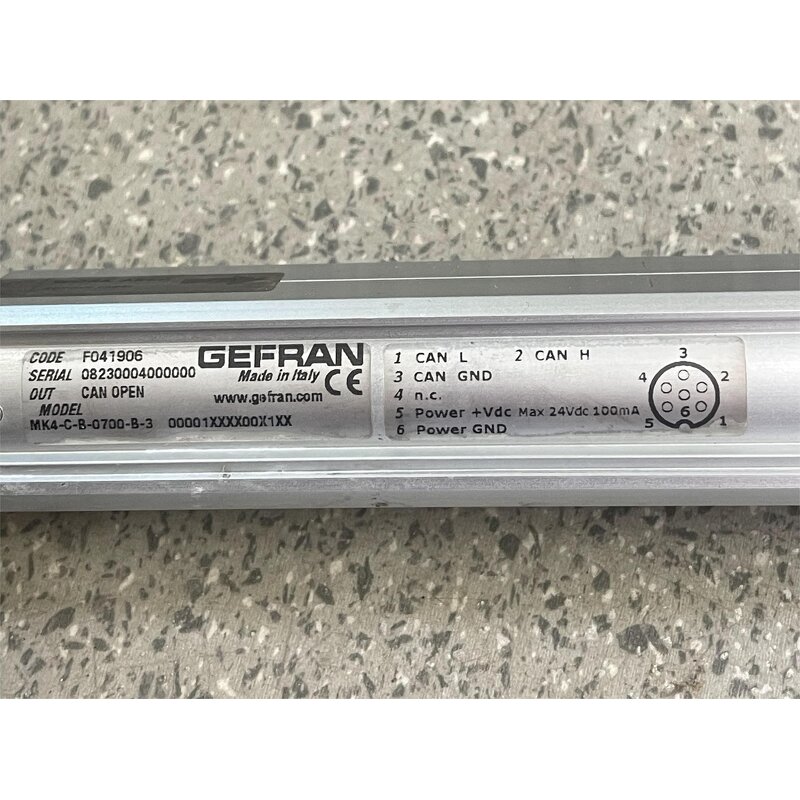 CODE F041906
SERIAL 08230004000000
OUT CAN OPEN
MODEL
MK4-C-B-0700-B-3 00001XXXX00X1XX
GEFRAN
Made in Italy CE
www.gefran.com
1 CAN L 2 CAN H
3 CAN GND
4 n.c.
5 Power +Vdc Max 24Vdc 100mA
6 Power GND
3
4 2
6
5 1